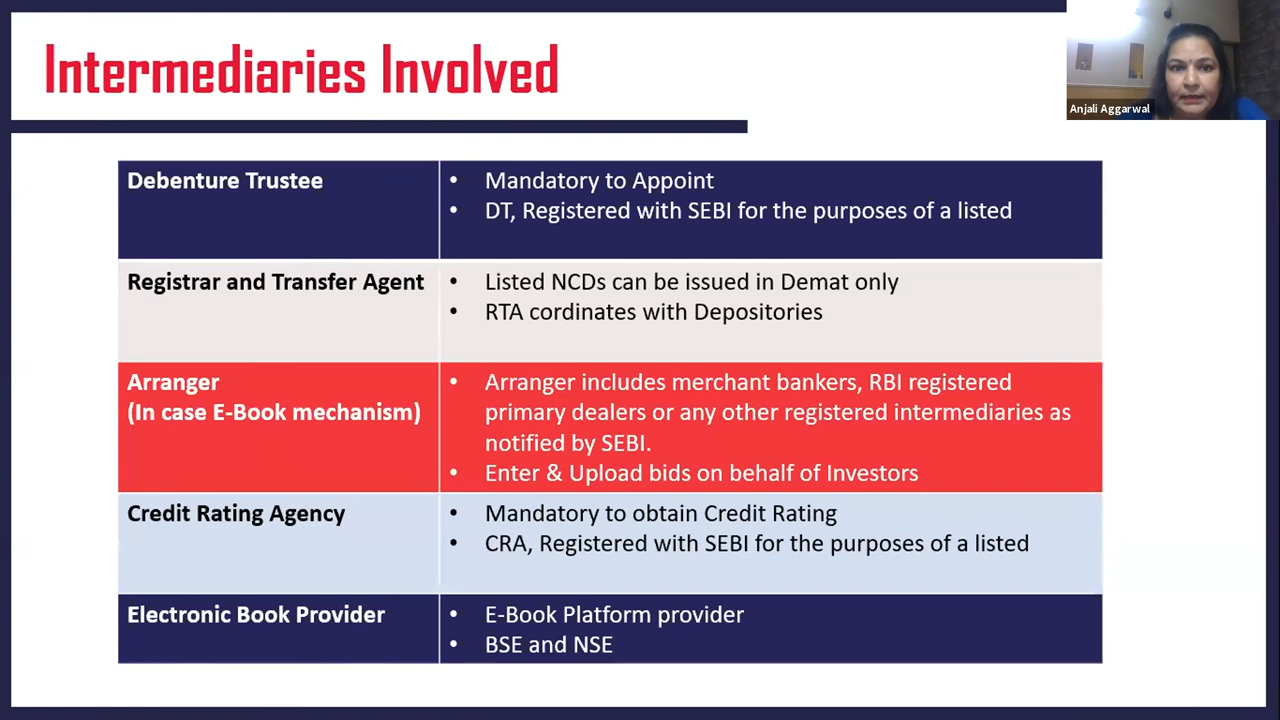 Intermediaries Involved
Anjali Aggarwal
Debenture Trustee
• Mandatory to Appoint
• DT, Registered with SEBI for the purposes of a listed
Registrar and Transfer Agent
• Listed NCDs can be issued in Demat only
• RTA cordinates with Depositories
Arranger
(In case E-Book mechanism)
• Arranger includes merchant bankers, RBI registered
primary dealers or any other registered intermediaries as
notified by SEBI.
• Enter & Upload bids on behalf of Investors
Credit Rating Agency
• Mandatory to obtain Credit Rating
• CRA, Registered with SEBI for the purposes of a listed
Electronic Book Provider
• E-Book Platform provider
• BSE and NSE